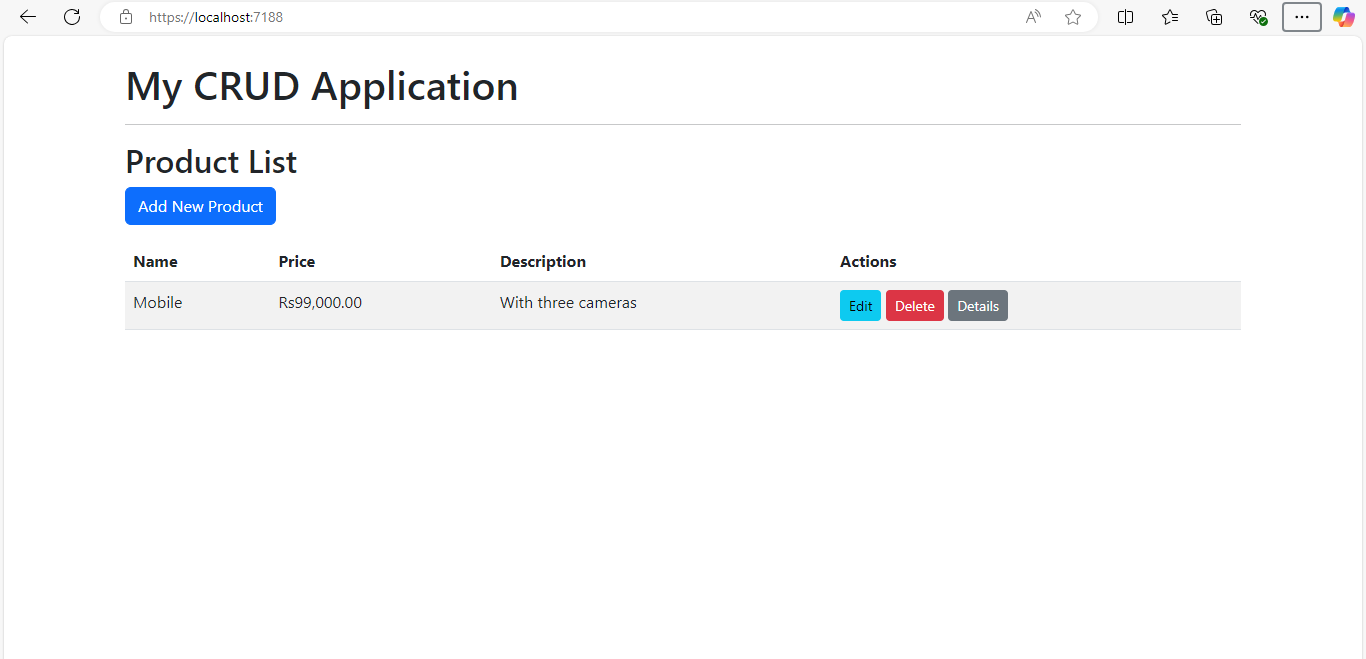 https://localhost:7188
My CRUD Application
Product List
Add New Product
Name Price Description Actions
Mobile Rs99,000.00 With three cameras Edit Delete Details